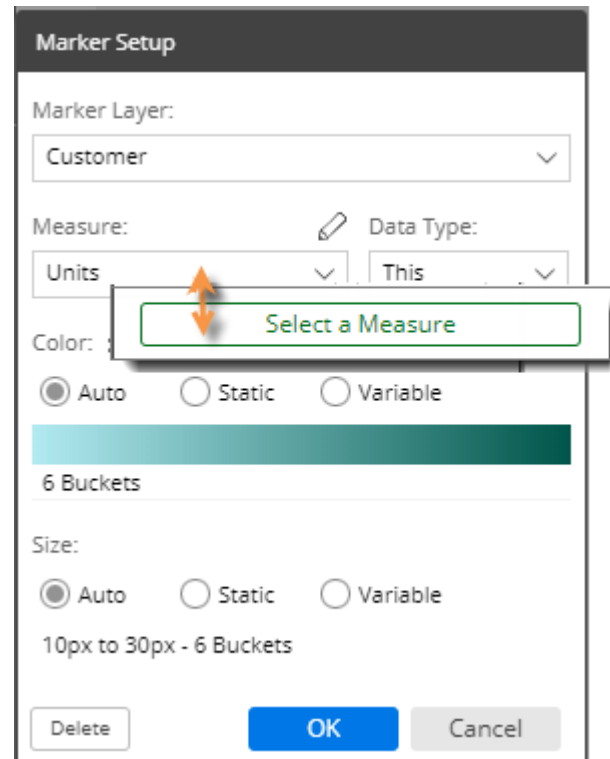 Marker Setup
Marker Layer:
Customer
Measure: Data Type:
Units This
Select a Measure
Color:
Auto Static Variable
6 Buckets
Size:
Auto Static Variable
10px to 30px - 6 Buckets
Delete OK Cancel